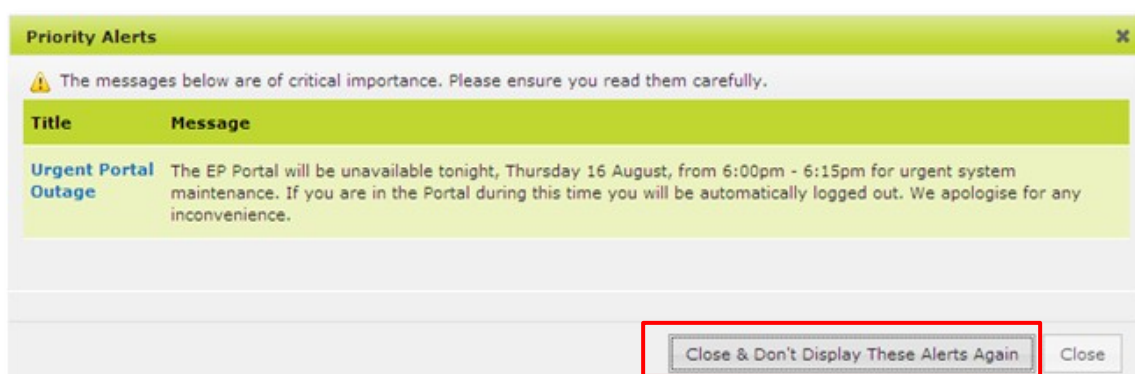 Priority Alerts
The messages below are of critical importance. Please ensure you read them carefully.
Title Message
Urgent Portal Outage
The EP Portal will be unavailable tonight, Thursday 16 August, from 6:00pm - 6:15pm for urgent system
maintenance. If you are in the Portal during this time you will be automatically logged out. We apologise for any
inconvenience.
Close & Don't Display These Alerts Again Close